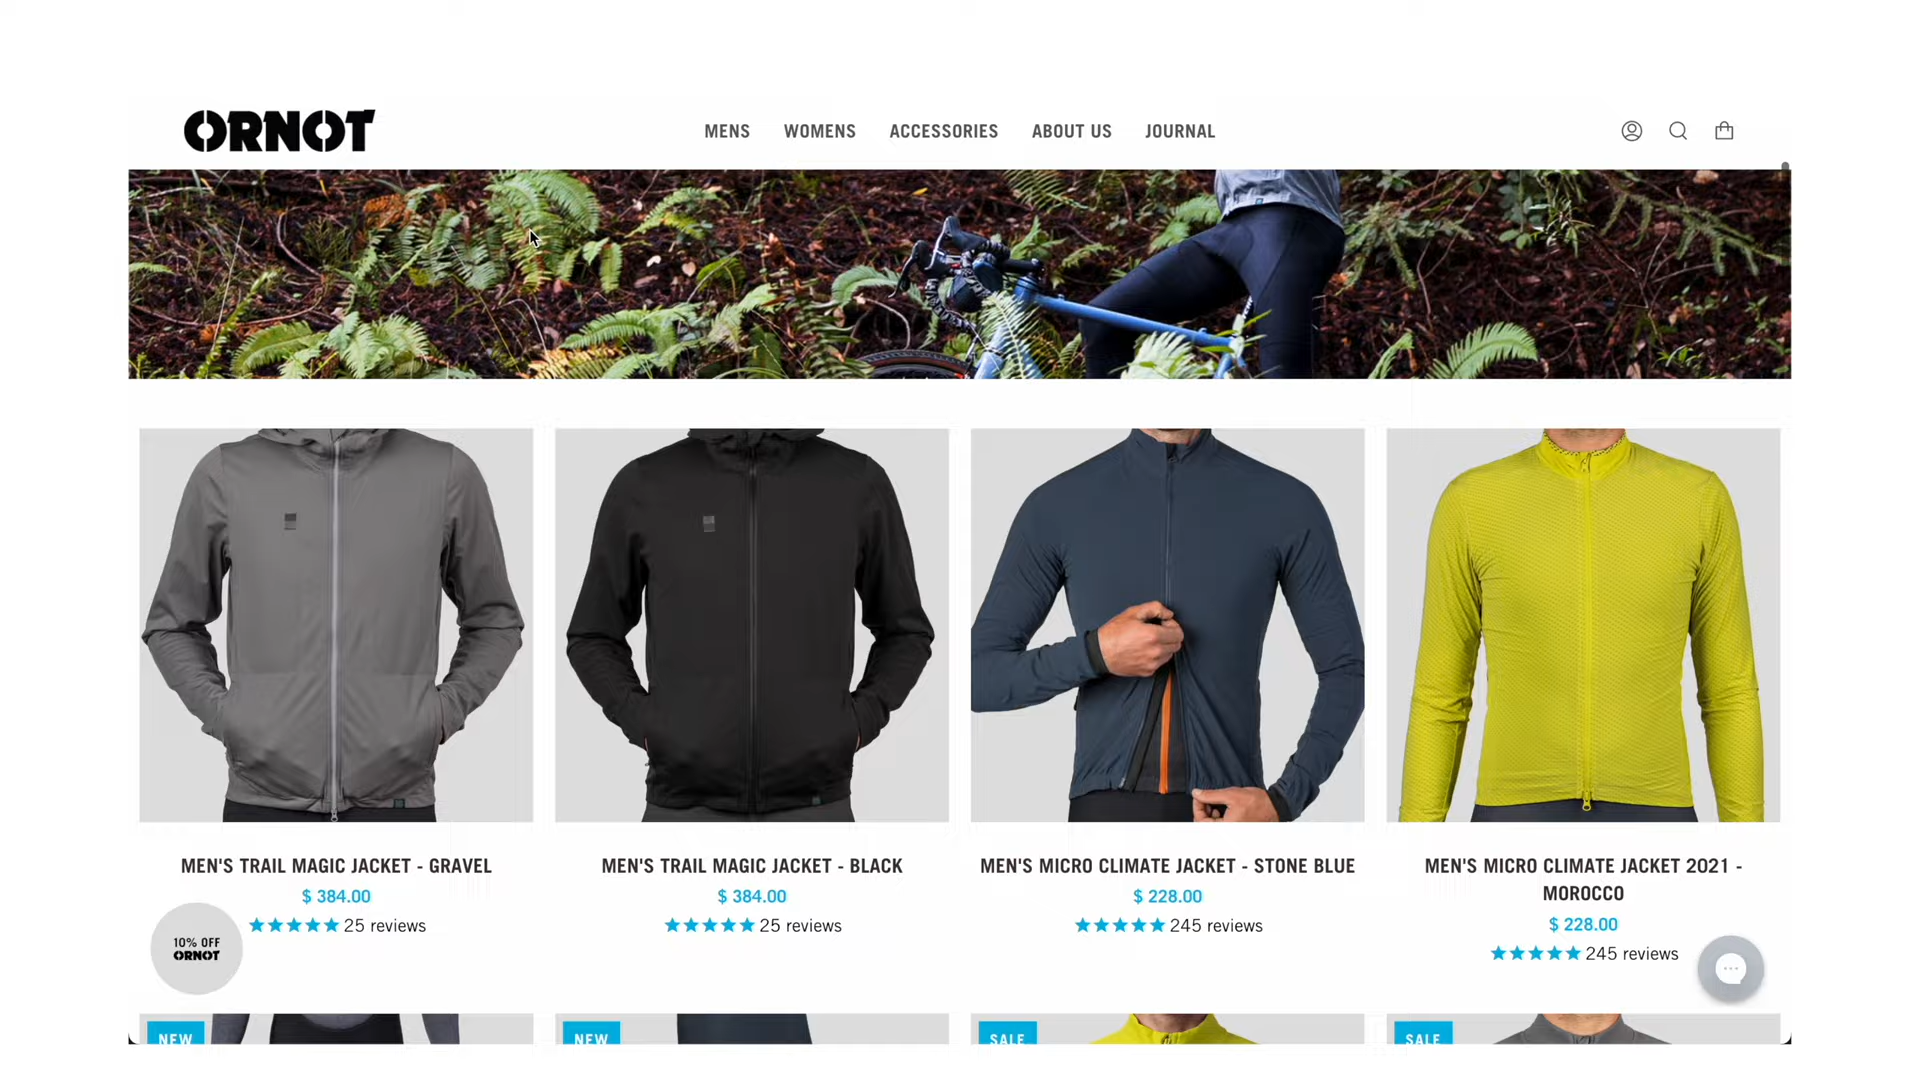 ORNOT
MENS WOMENS ACCESSORIES ABOUT US JOURNAL
MEN'S TRAIL MAGIC JACKET - GRAVEL
$ 384.00
25 reviews
MEN'S TRAIL MAGIC JACKET - BLACK
$ 384.00
25 reviews
MEN'S MICRO CLIMATE JACKET - STONE BLUE
$ 228.00
245 reviews
MEN'S MICRO CLIMATE JACKET 2021 -
MOROCCO
$ 228.00
245 reviews
10% OFF
ORNOT
NEW
NEW
SALE
SALE